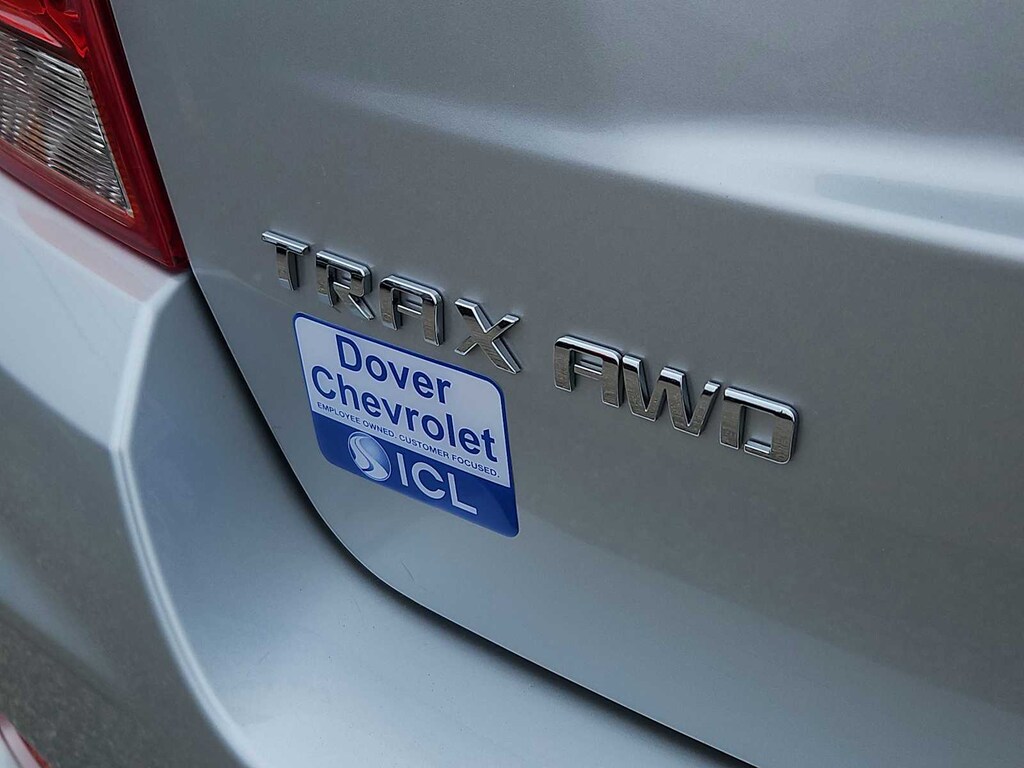 TRAX AWD
Dover
Chevrolet
EMPLOYEE OWNED. CUSTOMER FOCUSED.
ICL